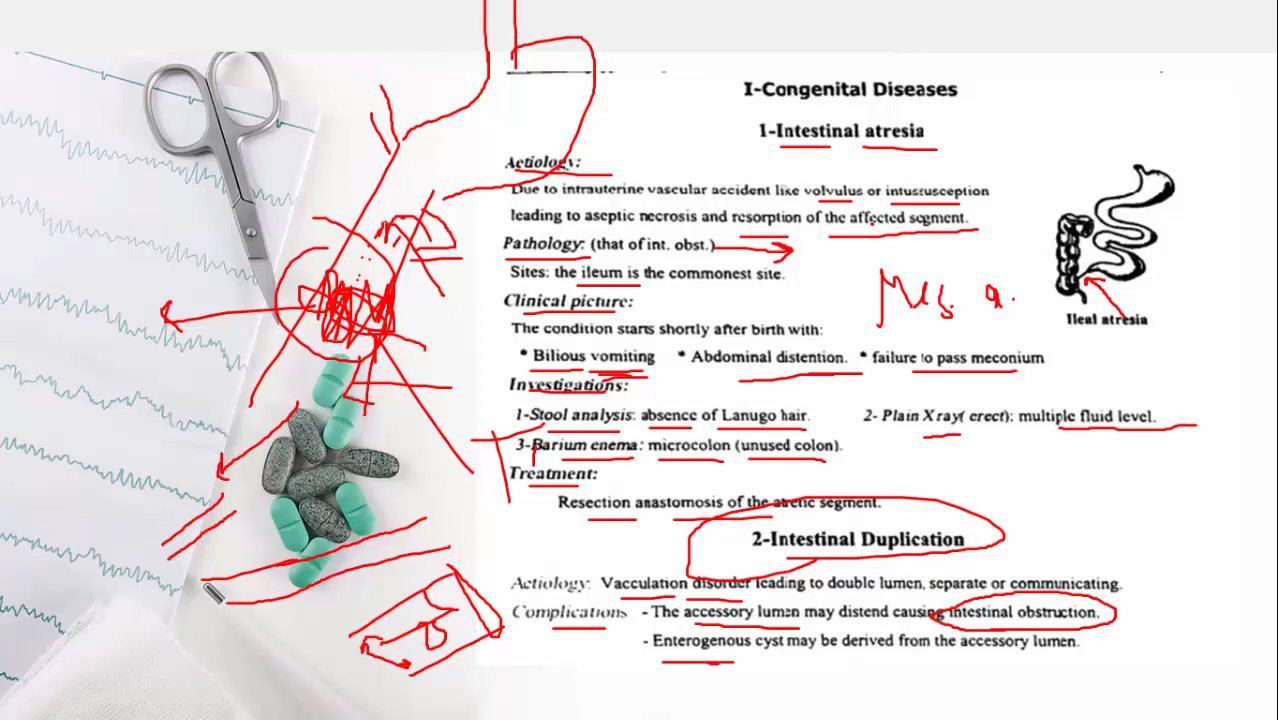 I-Congenital Diseases
1-Intestinal atresia
Aetiology:
Due to intrauterine vascular accident like volvulus or intussusception
leading to aseptic necrosis and resorption of the affected segment.
Pathology: (that of int. obst.)
Sites: the ileum is the commonest site.
Clinical picture:
The condition starts shortly after birth with:
* Bilious vomiting * Abdominal distention. * failure to pass meconium
Investigations:
1-Stool analysis: absence of Lanugo hair. 2- Plain X ray( erect): multiple fluid level.
3-Barium enema: microcolon (unused colon).
Treatment:
Resection anastomosis of the atretic segment.
Ileal atresia
2-Intestinal Duplication
Aetiology: Vacculation disorder leading to double lumen, separate or communicating.
Complications - The accessory lumen may distend causing intestinal obstruction.
- Enterogenous cyst may be derived from the accessory lumen.